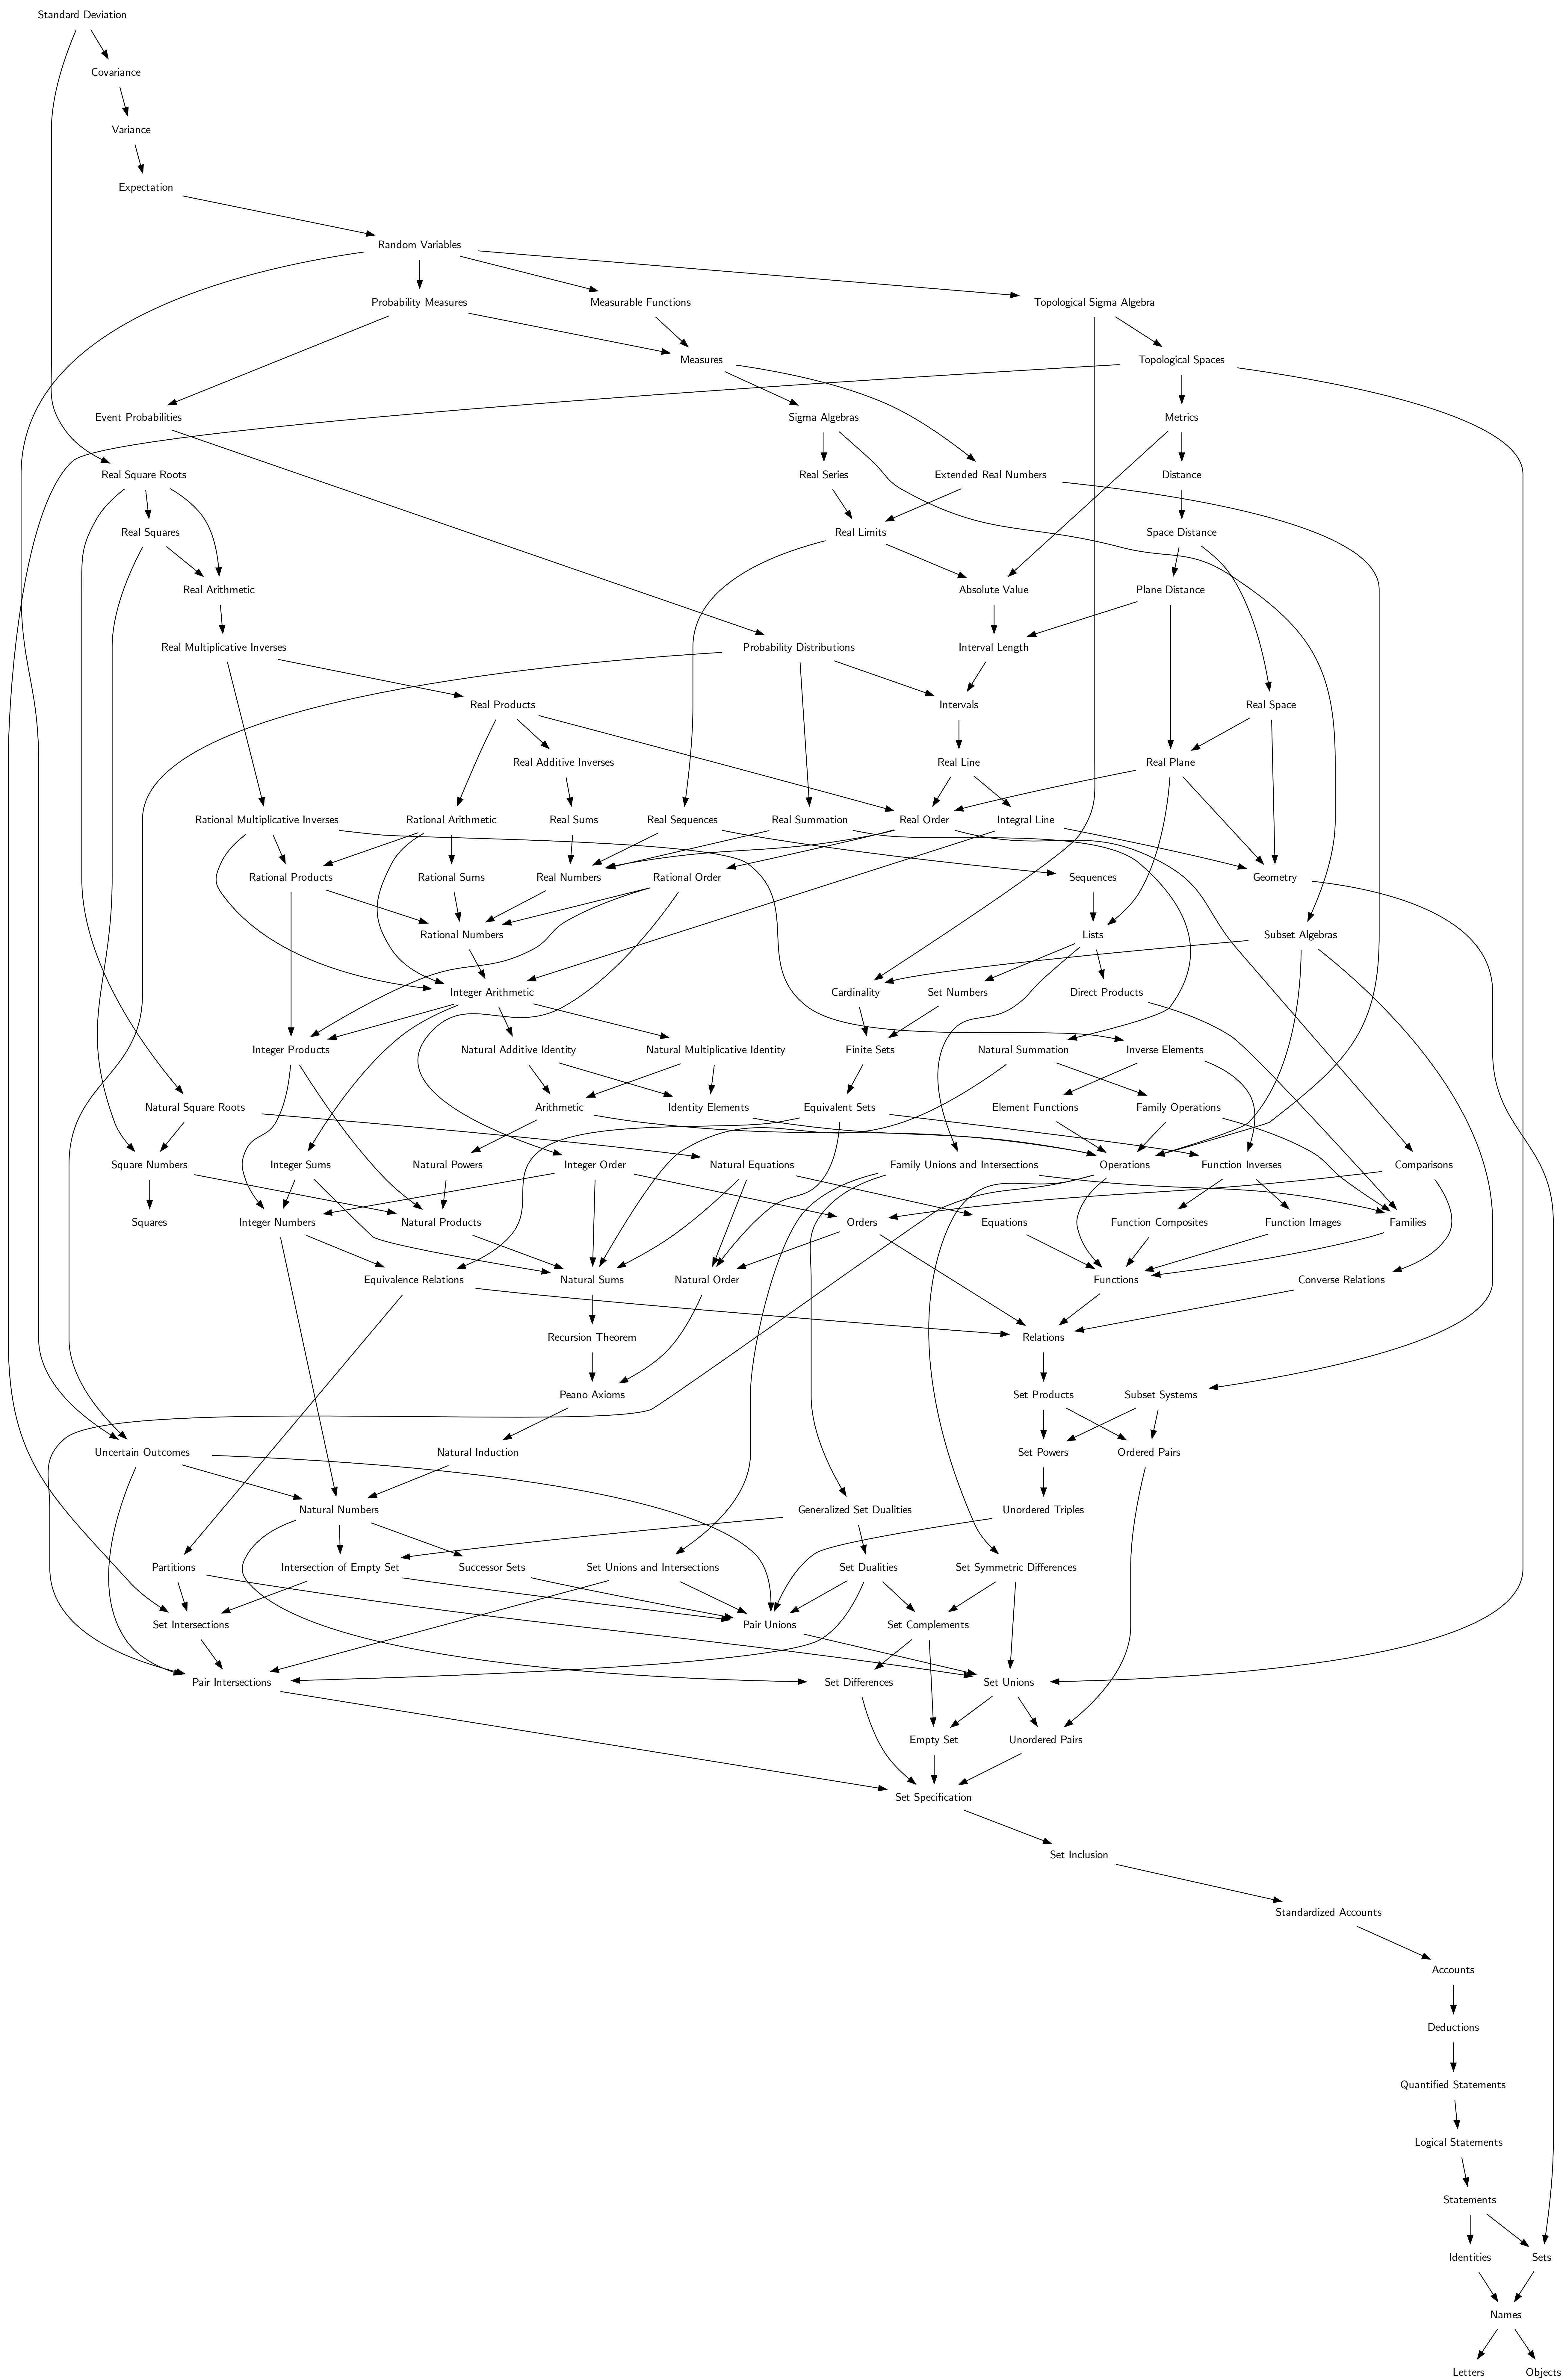 Standard Deviation
Covariance
Variance
Expectation
Random Variables
Probability Measures
Measurable Functions
Topological Sigma Algebra
Measures
Topological Spaces
Event Probabilities
Sigma Algebras
Metrics
Real Square Roots
Real Series
Extended Real Numbers
Distance
Real Squares
Real Limits
Space Distance
Real Arithmetic
Absolute Value
Plane Distance
Real Multiplicative Inverses
Probability Distributions
Interval Length
Real Products
Intervals
Real Space
Real Additive Inverses
Real Line
Real Plane
Rational Multiplicative Inverses
Rational Arithmetic
Real Sums
Real Sequences
Real Summation
Real Order
Integral Line
Rational Products
Rational Sums
Real Numbers
Rational Order
Sequences
Geometry
Rational Numbers
Lists
Subset Algebras
Integer Arithmetic
Cardinality
Set Numbers
Direct Products
Integer Products
Natural Additive Identity
Natural Multiplicative Identity
Finite Sets
Natural Summation
Inverse Elements
Natural Square Roots
Arithmetic
Identity Elements
Equivalent Sets
Element Functions
Family Operations
Square Numbers
Integer Sums
Natural Powers
Integer Order
Natural Equations
Family Unions and Intersections
Operations
Function Inverses
Comparisons
Squares
Integer Numbers
Natural Products
Orders
Equations
Function Composites
Function Images
Families
Equivalence Relations
Natural Sums
Natural Order
Functions
Converse Relations
Recursion Theorem
Relations
Peano Axioms
Set Products
Subset Systems
Uncertain Outcomes
Natural Induction
Set Powers
Ordered Pairs
Natural Numbers
Generalized Set Dualities
Unordered Triples
Partitions
Intersection of Empty Set
Successor Sets
Set Unions and Intersections
Set Dualities
Set Symmetric Differences
Set Intersections
Pair Unions
Set Complements
Pair Intersections
Set Differences
Set Unions
Empty Set
Unordered Pairs
Set Specification
Set Inclusion
Standardized Accounts
Accounts
Deductions
Quantified Statements
Logical Statements
Statements
Identities
Sets
Names
Letters
Objects